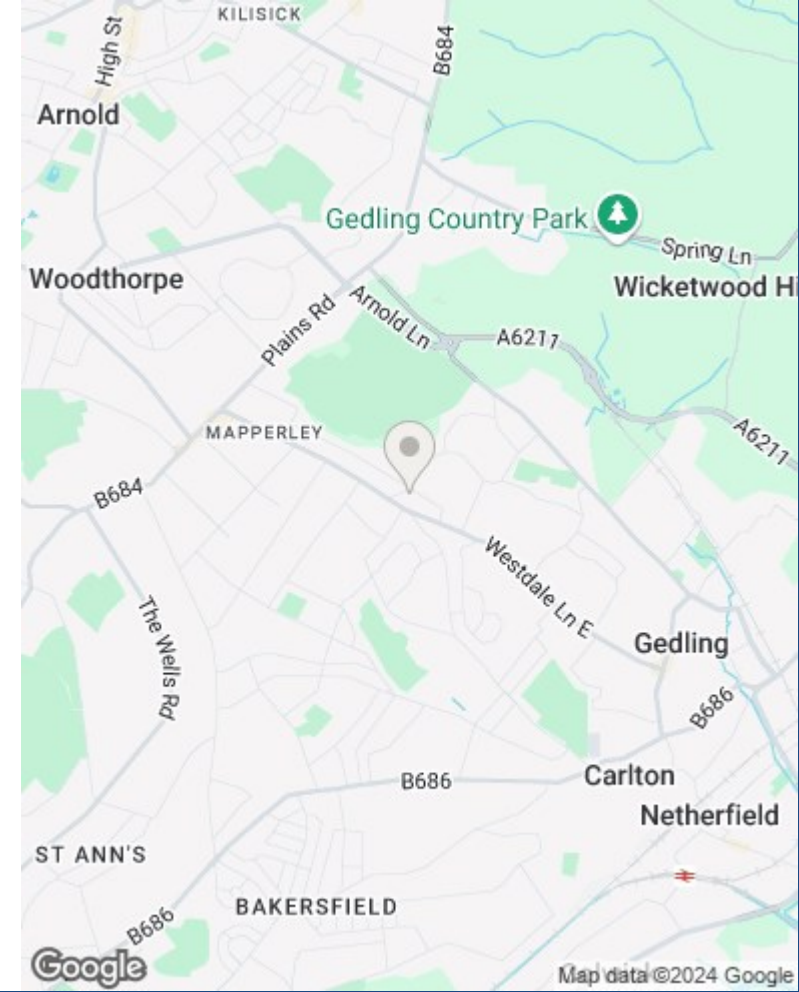 KILISICK
High St
B684
Arnold
Gedling Country Park
Spring Ln
Woodthorpe
Wicketwood Hi
Arnold Ln
Plains Rd
A6211
MAPPERLEY
A6211
B684
Westdale Ln E
The Wells Rd
Gedling
B686
Carlton
B686
Netherfield
ST ANN'S
BAKERSFIELD
B686
Google
Map data ©2024 Google